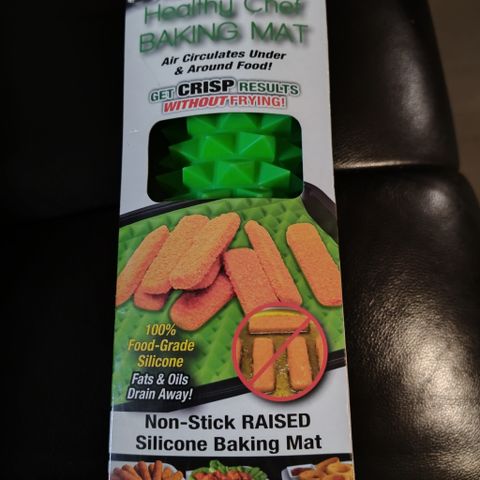 Healthy Chef
BAKING MAT
Air Circulates Under
& Around Food!
GET CRISP RESULTS
WITHOUT FRYING!
100%
Food-Grade
Silicone
Fats & Oils
Drain Away!
Non-Stick RAISED
Silicone Baking Mat